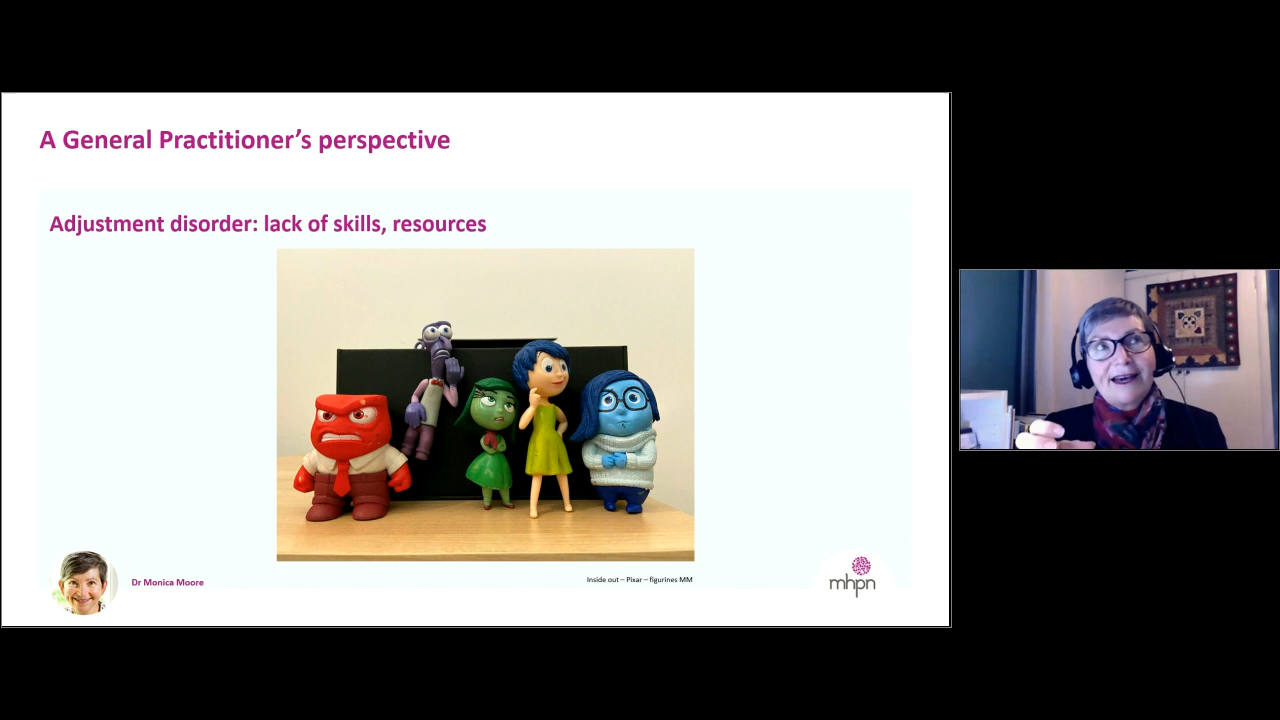 A General Practitioner’s perspective
Adjustment disorder: lack of skills, resources
Dr Monica Moore
Inside out – Pixar – figurines MM
mhpn